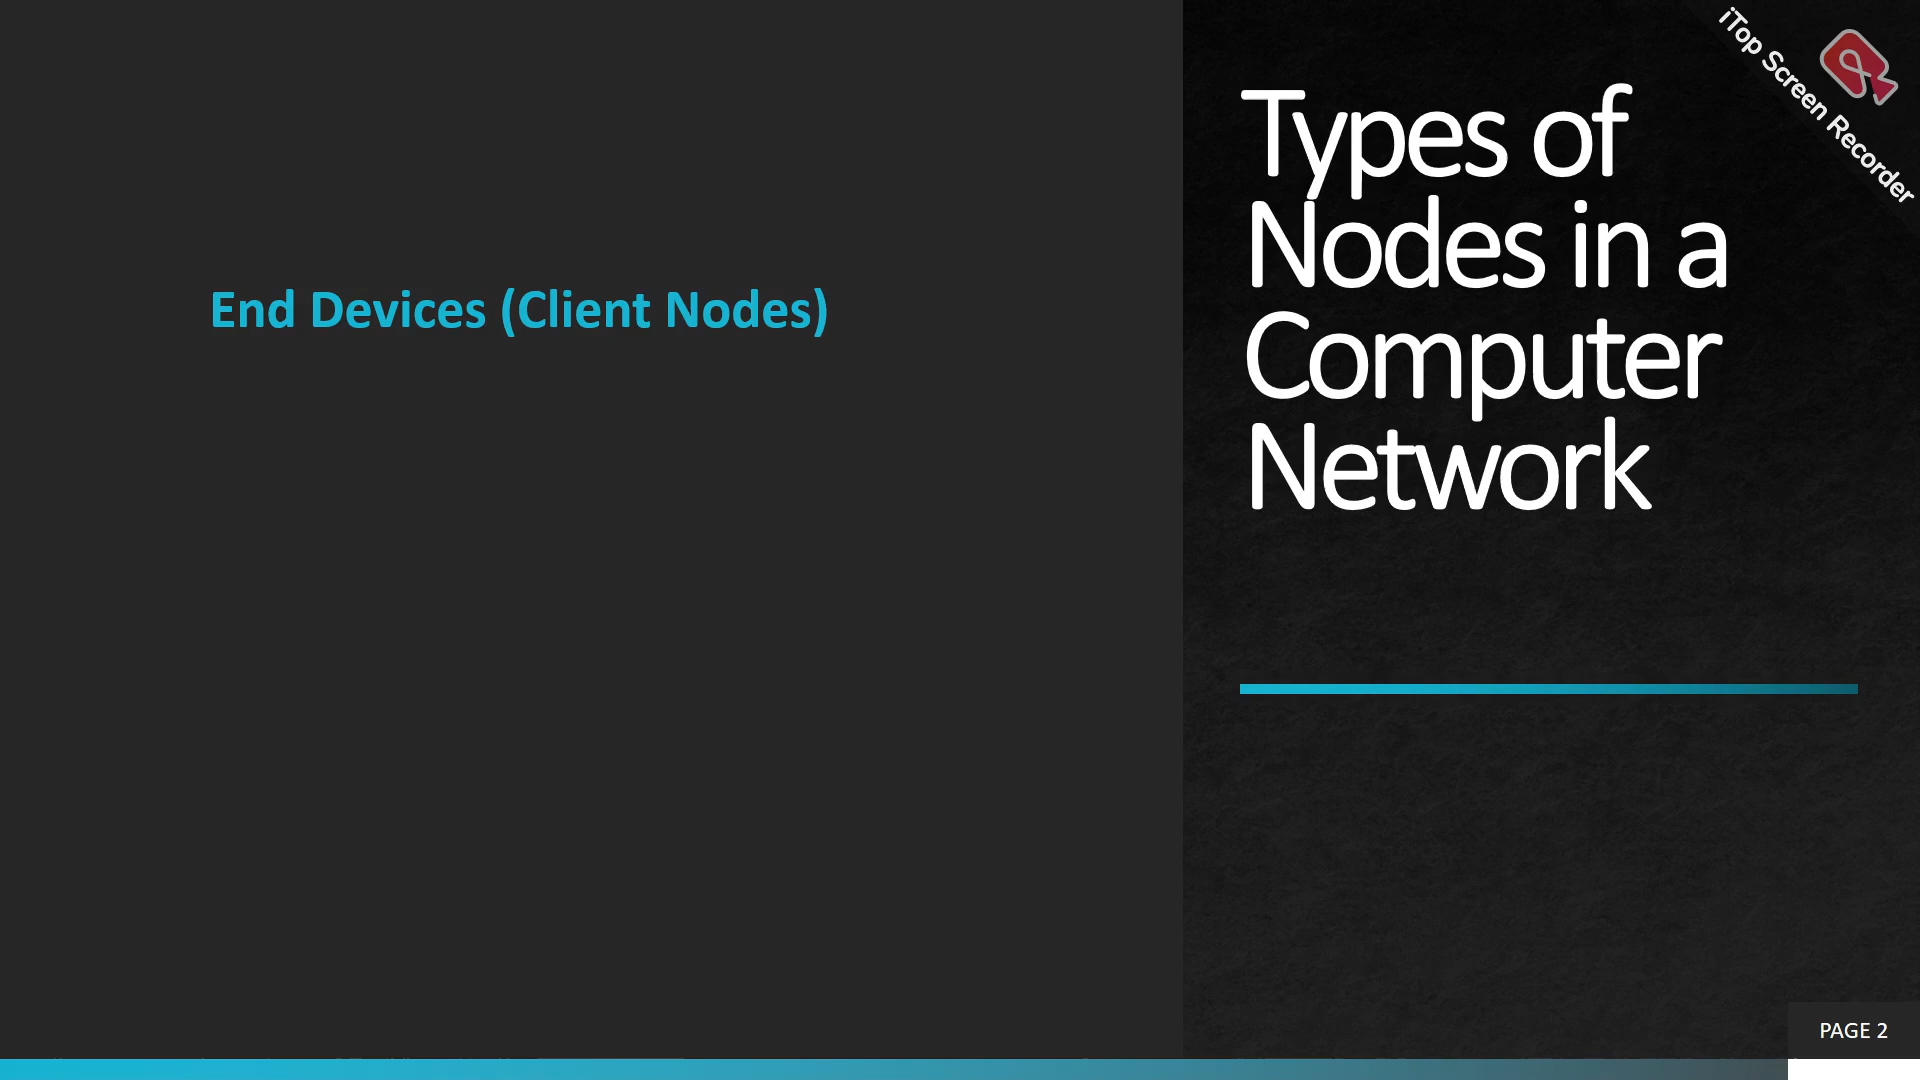 End Devices (Client Nodes)
Types of
Nodes in a
Computer
Network
iTop Screen Recorder
PAGE 2